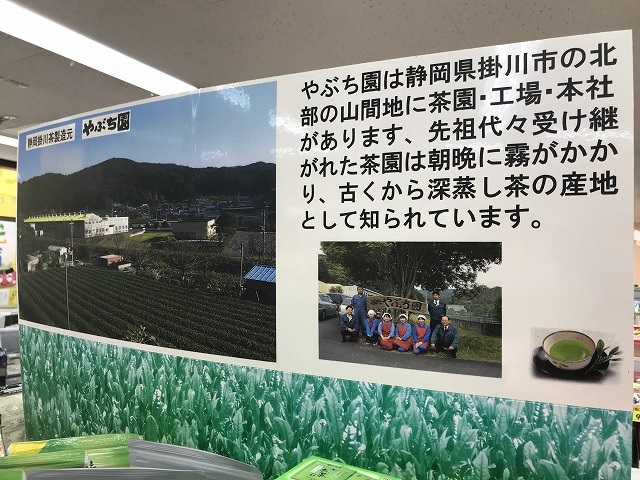 静岡掛川茶製造元 やぶち園
やぶち園は静岡県掛川市の北
部の山間地に茶園・工場・本社
があります、先祖代々受け継
がれた茶園は朝晩に霧がかか
り、古くから深蒸し茶の産地
として知られています。
やぶち園